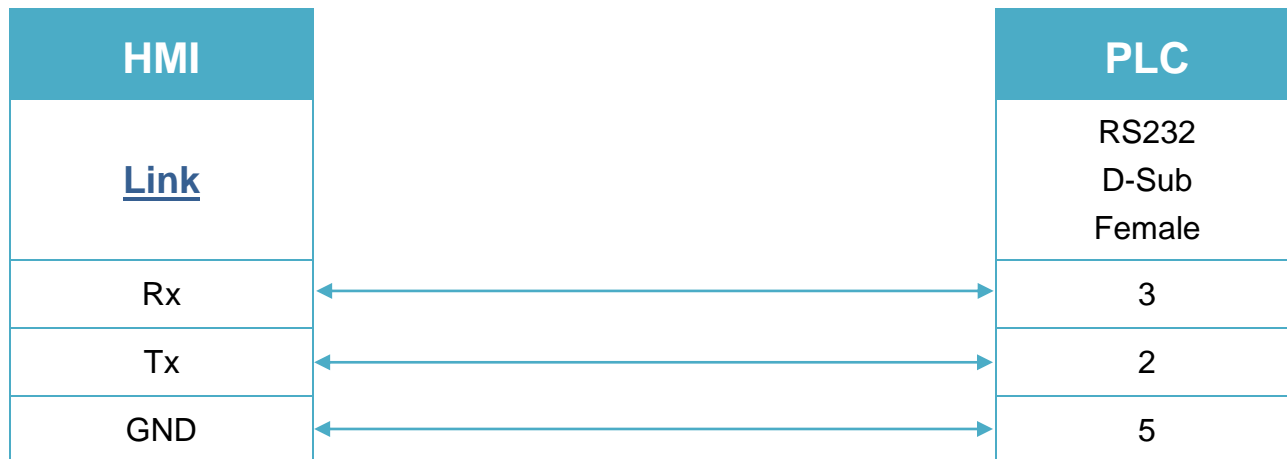 HMI PLC
Link
RS232
D-Sub
Female
Rx 3
Tx 2
GND 5